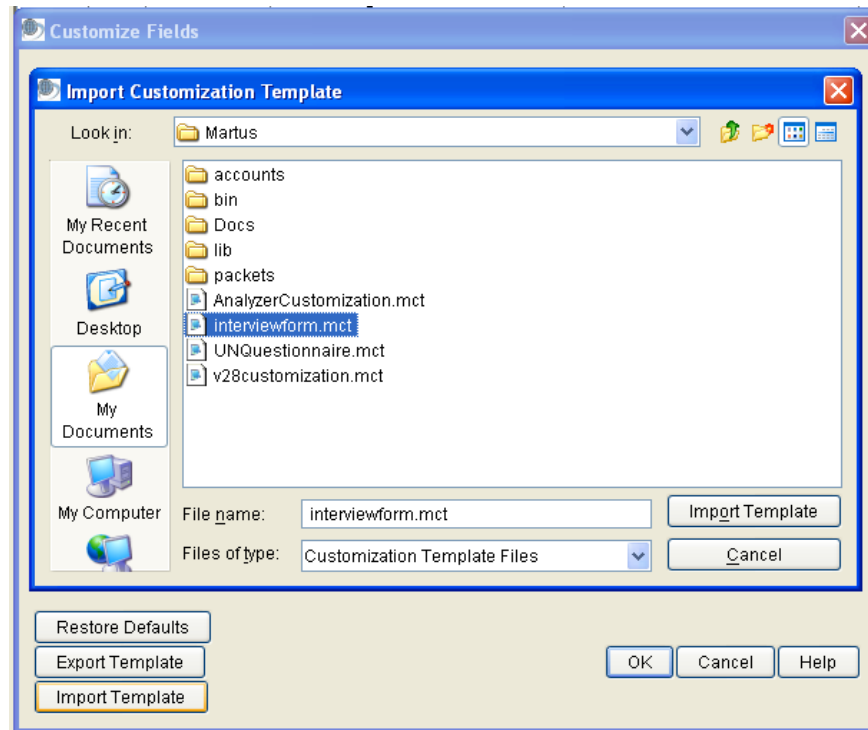 Customize Fields
Import Customization Template
Look in:
Martus
My Recent
Documents
Desktop
My
Documents
My Computer
accounts
bin
Docs
lib
packets
AnalyzerCustomization.mct
interviewform.mct
UNQuestionnaire.mct
v28customization.mct
File name:
interviewform.mct
Import Template
Files of type:
Customization Template Files
Cancel
Restore Defaults
Export Template
Import Template
OK
Cancel
Help